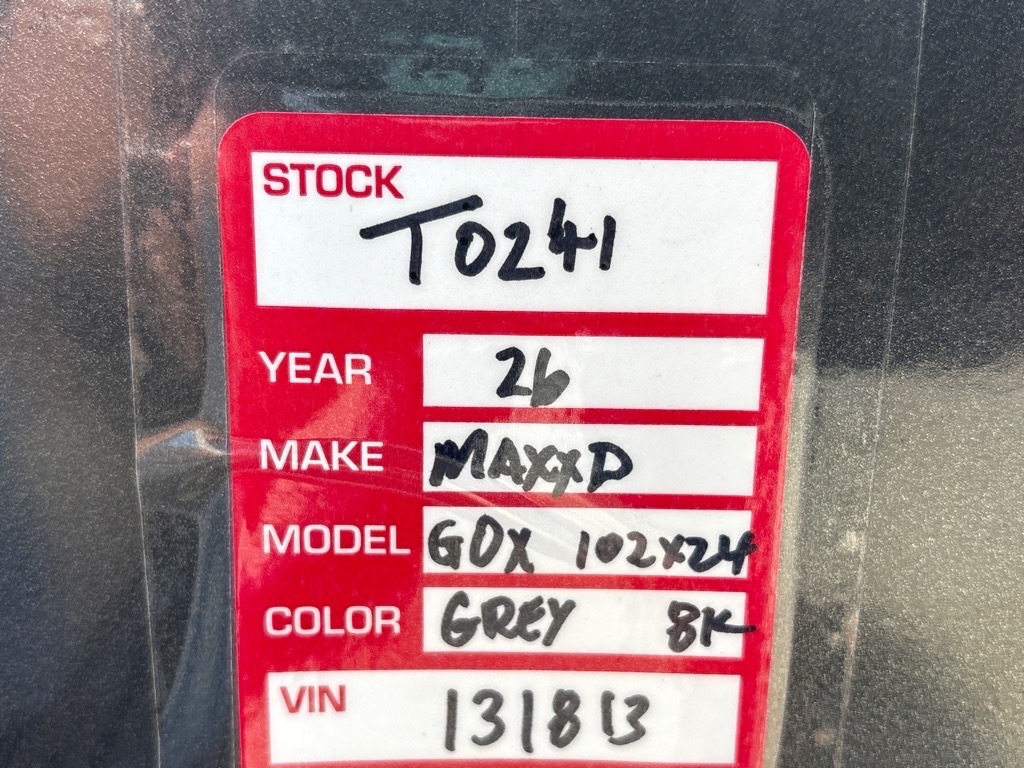 STOCK
T0241
YEAR 26
MAKE MAXXD
MODEL GDX 102X24
COLOR GREY 8K
VIN 131813